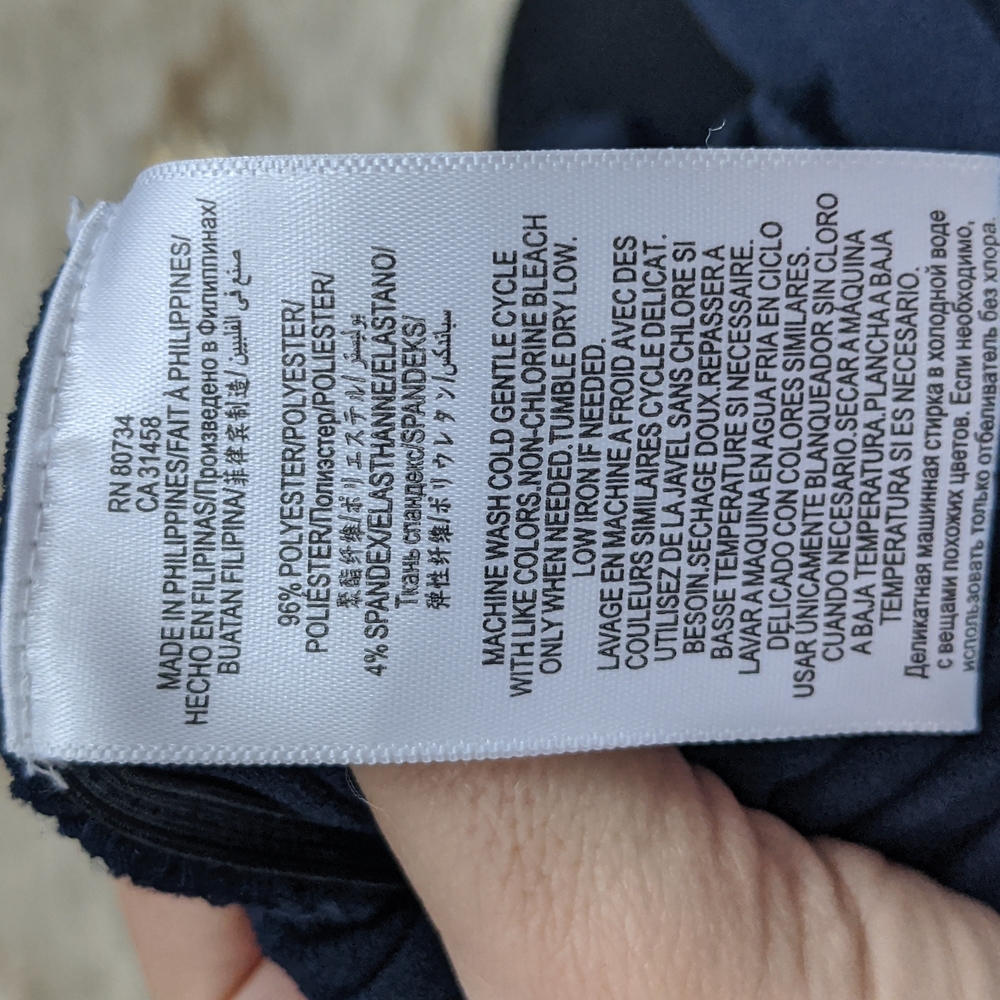 RN 80734
CA 31458
MADE IN PHILIPPINES/FAIT A PHILIPPINES/
HECHO EN FILIPINAS/Произведено в Филиппинах/
BUATAN FILIPINA/菲律宾制造/صنع في الفلبين
96% POLYESTER/POLYESTER/
POLIESTER/Полиэстер/POLIESTER/
聚酯纤维/ポリエステル/بوليستر
4% SPANDEX/ELASTHANNE/ELASTANO/
Ткань спандекс/SPANDEKS/
弹性纤维/ポリウレタン/سباندكس
MACHINE WASH COLD GENTLE CYCLE
WITH LIKE COLORS.NON-CHLORINE BLEACH
ONLY WHEN NEEDED.TUMBLE DRY LOW.
LOW IRON IF NEEDED.
LAVAGE EN MACHINE A FROID AVEC DES
COULEURS SIMILAIRES CYCLE DELICAT.
UTILISEZ DE LA JAVEL SANS CHLORE SI
BESOIN.SECHAGE DOUX.REPASSER A
BASSE TEMPERATURE SI NECESSAIRE.
LAVAR A MAQUINA EN AGUA FRIA EN CICLO
DELICADO CON COLORES SIMILARES.
USAR UNICAMENTE BLANQUEADOR SIN CLORO
CUANDO NECESARIO.SECAR A MAQUINA
A BAJA TEMPERATURA.PLANCHA BAJA
TEMPERATURA SI ES NECESARIO.
Деликатная машинная стирка в холодной воде
с вещами похожих цветов. Если необходимо,
использовать только отбеливатель без хлора.